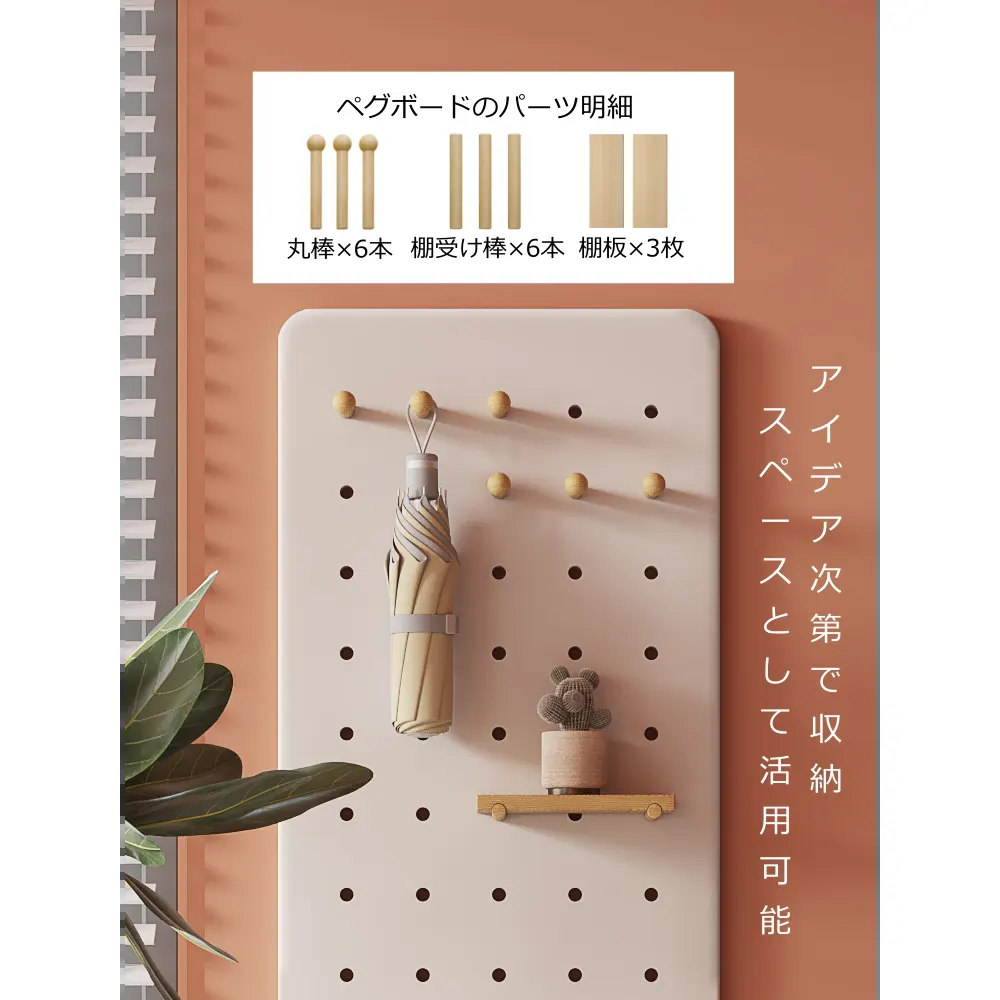 ペグボードのパーツ明細
丸棒×6本
棚受け棒×6本
棚板×3枚
アイデア次第で収納
スペースとして活用可能